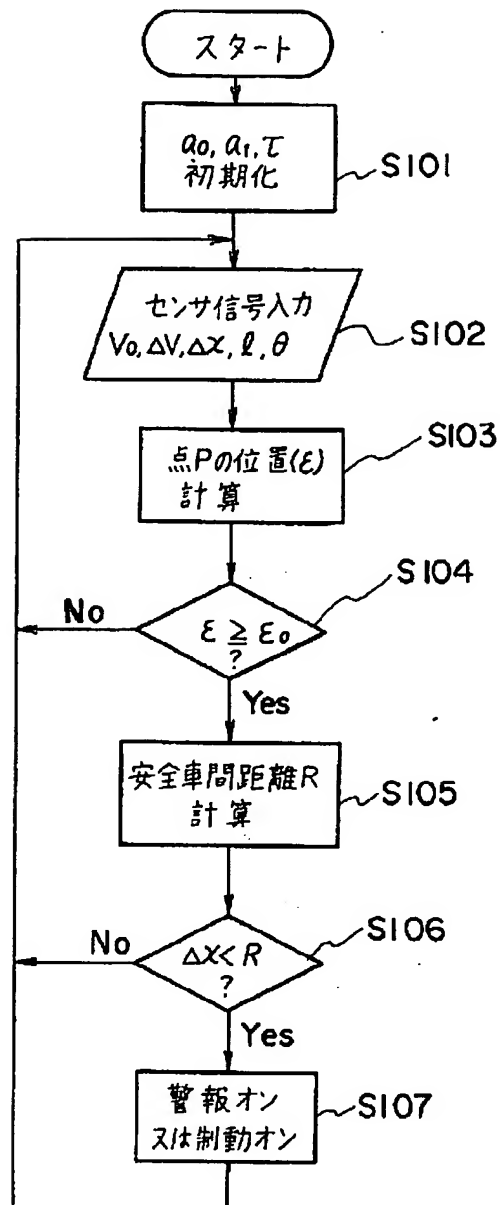 スタート
a₀, a₁, τ
初期化
S101
センサ信号入力
V₀, ΔV, Δx, ℓ, θ
S102
点Pの位置(ε)
計算
S103
S104
No
ε ≧ ε₀
?
Yes
安全車間距離R
計算
S105
S106
No
Δx < R
?
Yes
警報オン
又は制動オン
S107